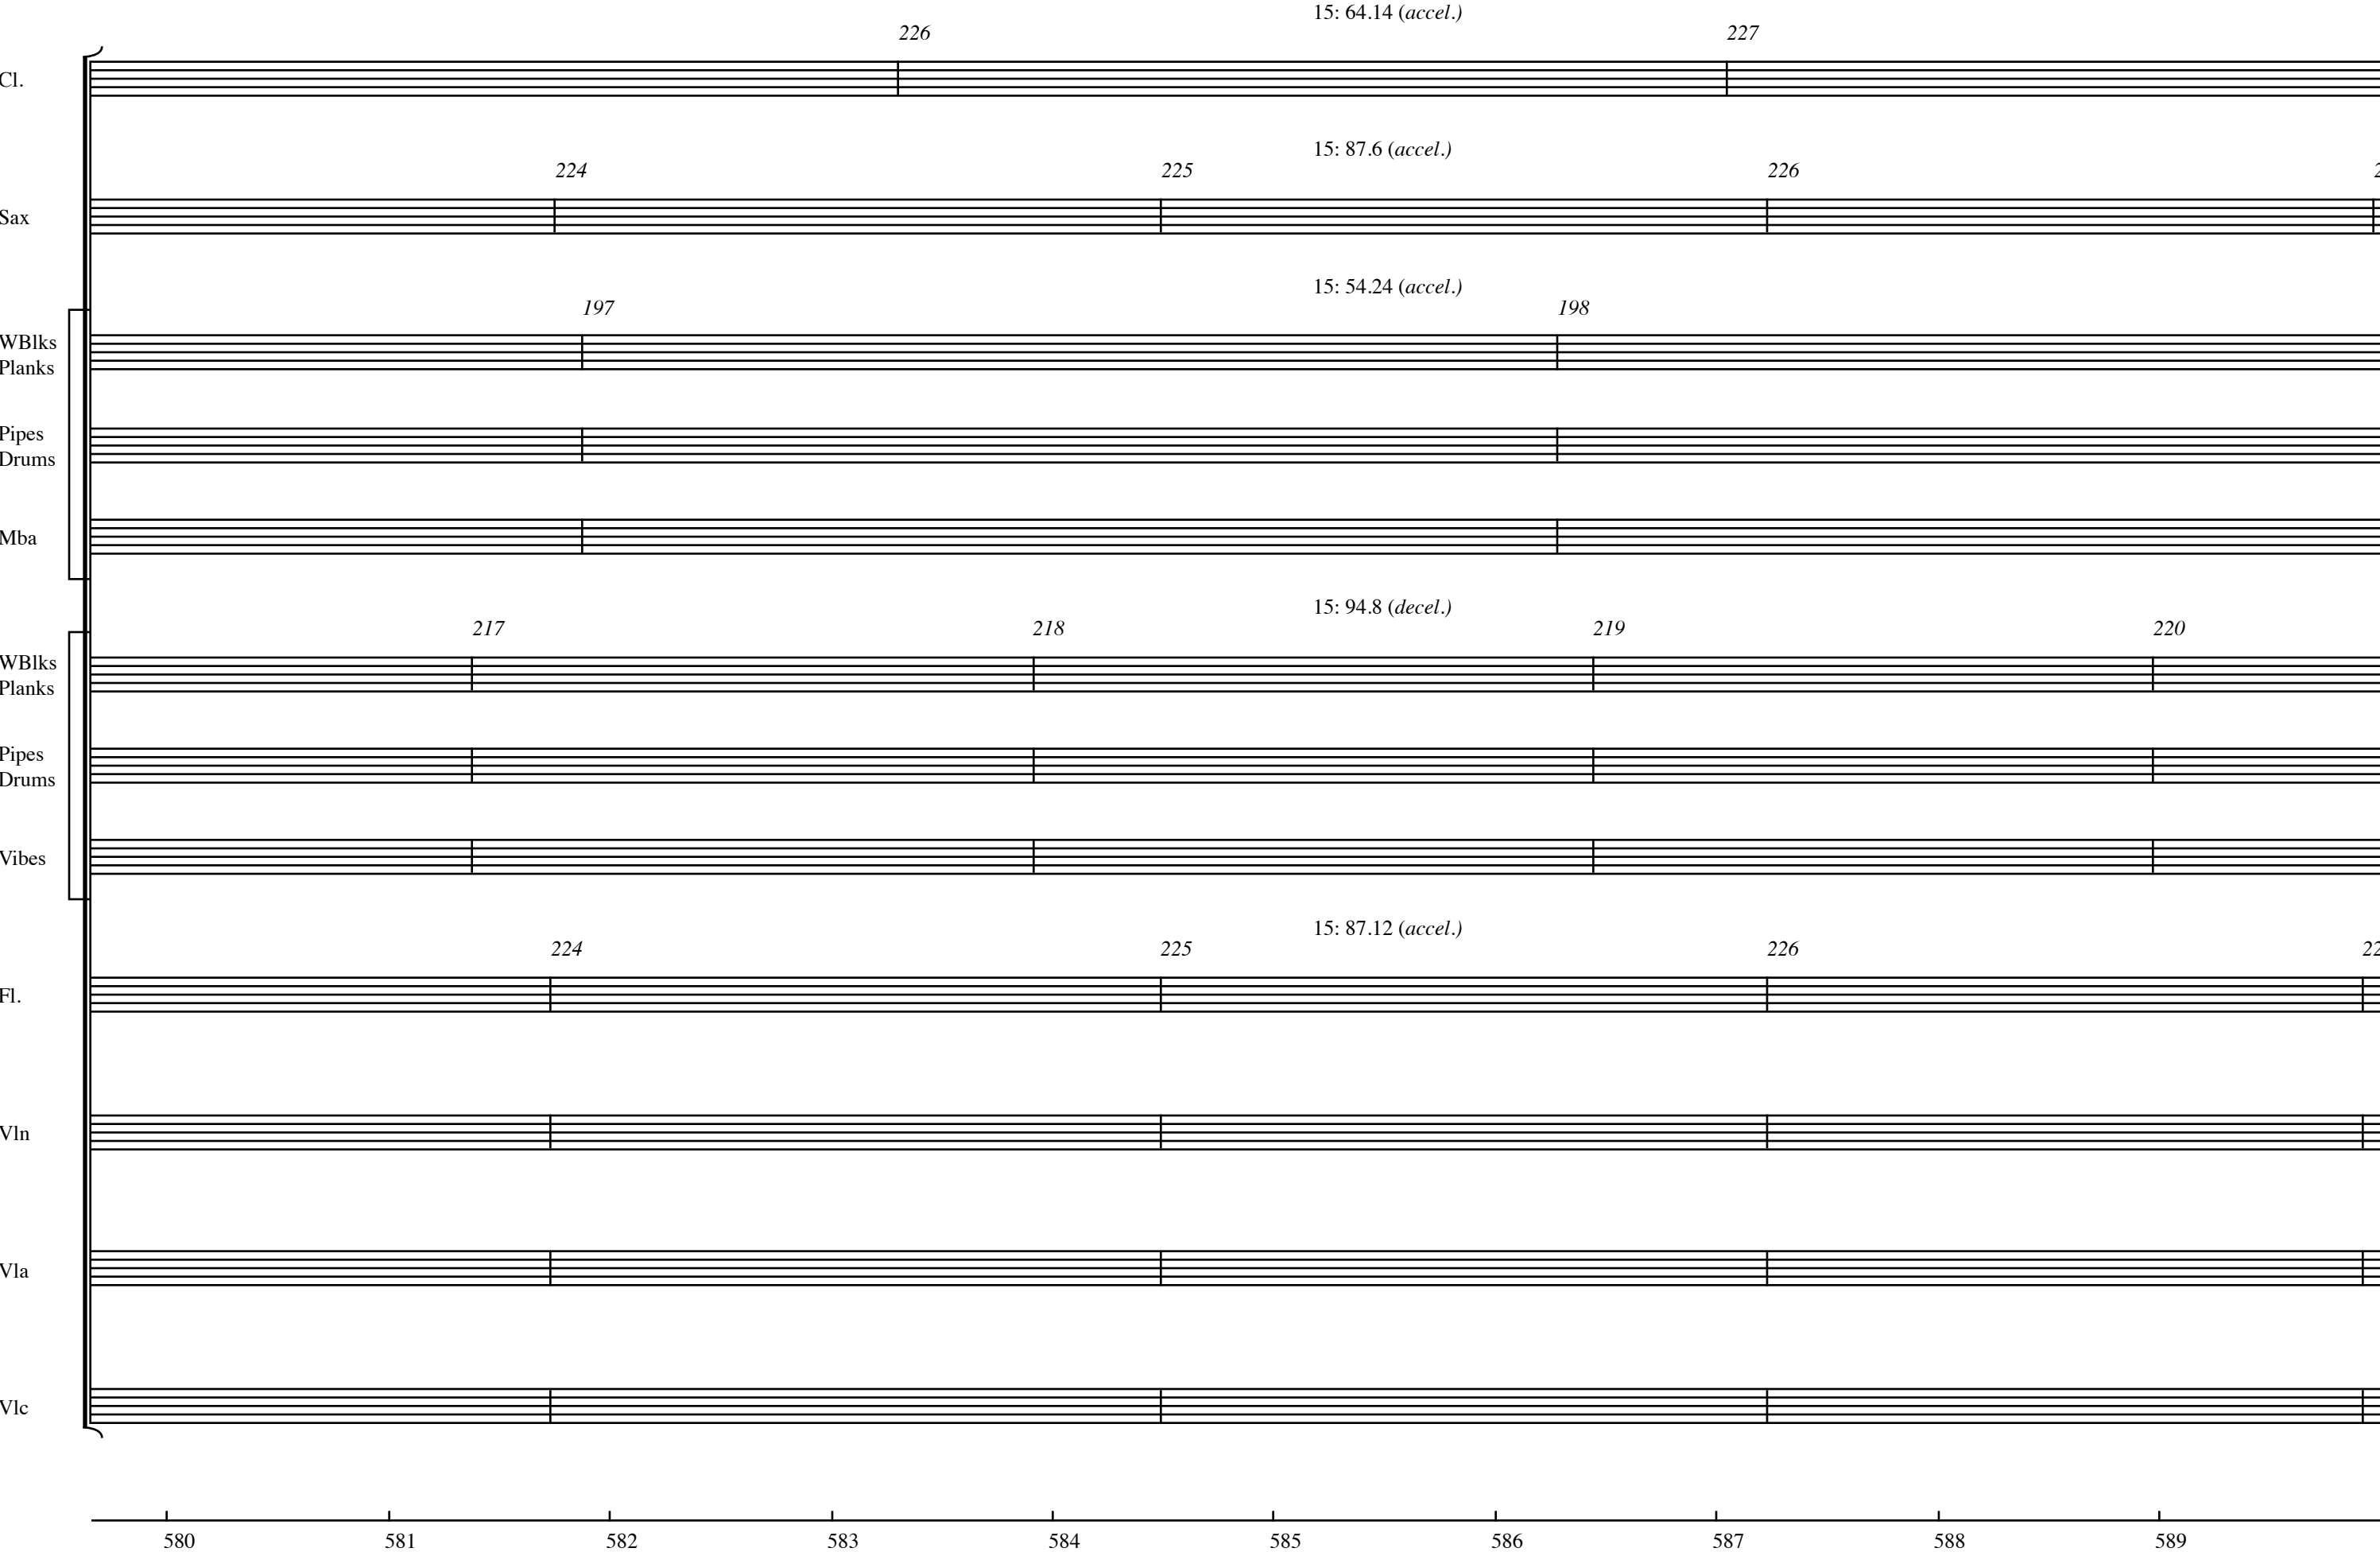 15: 64.14 (accel.)
226 227
Cl.
15: 87.6 (accel.)
224 225 226
Sax
15: 54.24 (accel.)
197 198
WBlks
Planks
Pipes
Drums
Mba
15: 94.8 (decel.)
217 218 219 220
WBlks
Planks
Pipes
Drums
Vibes
15: 87.12 (accel.)
224 225 226
Fl.
Vln
Vla
Vlc
580 581 582 583 584 585 586 587 588 589